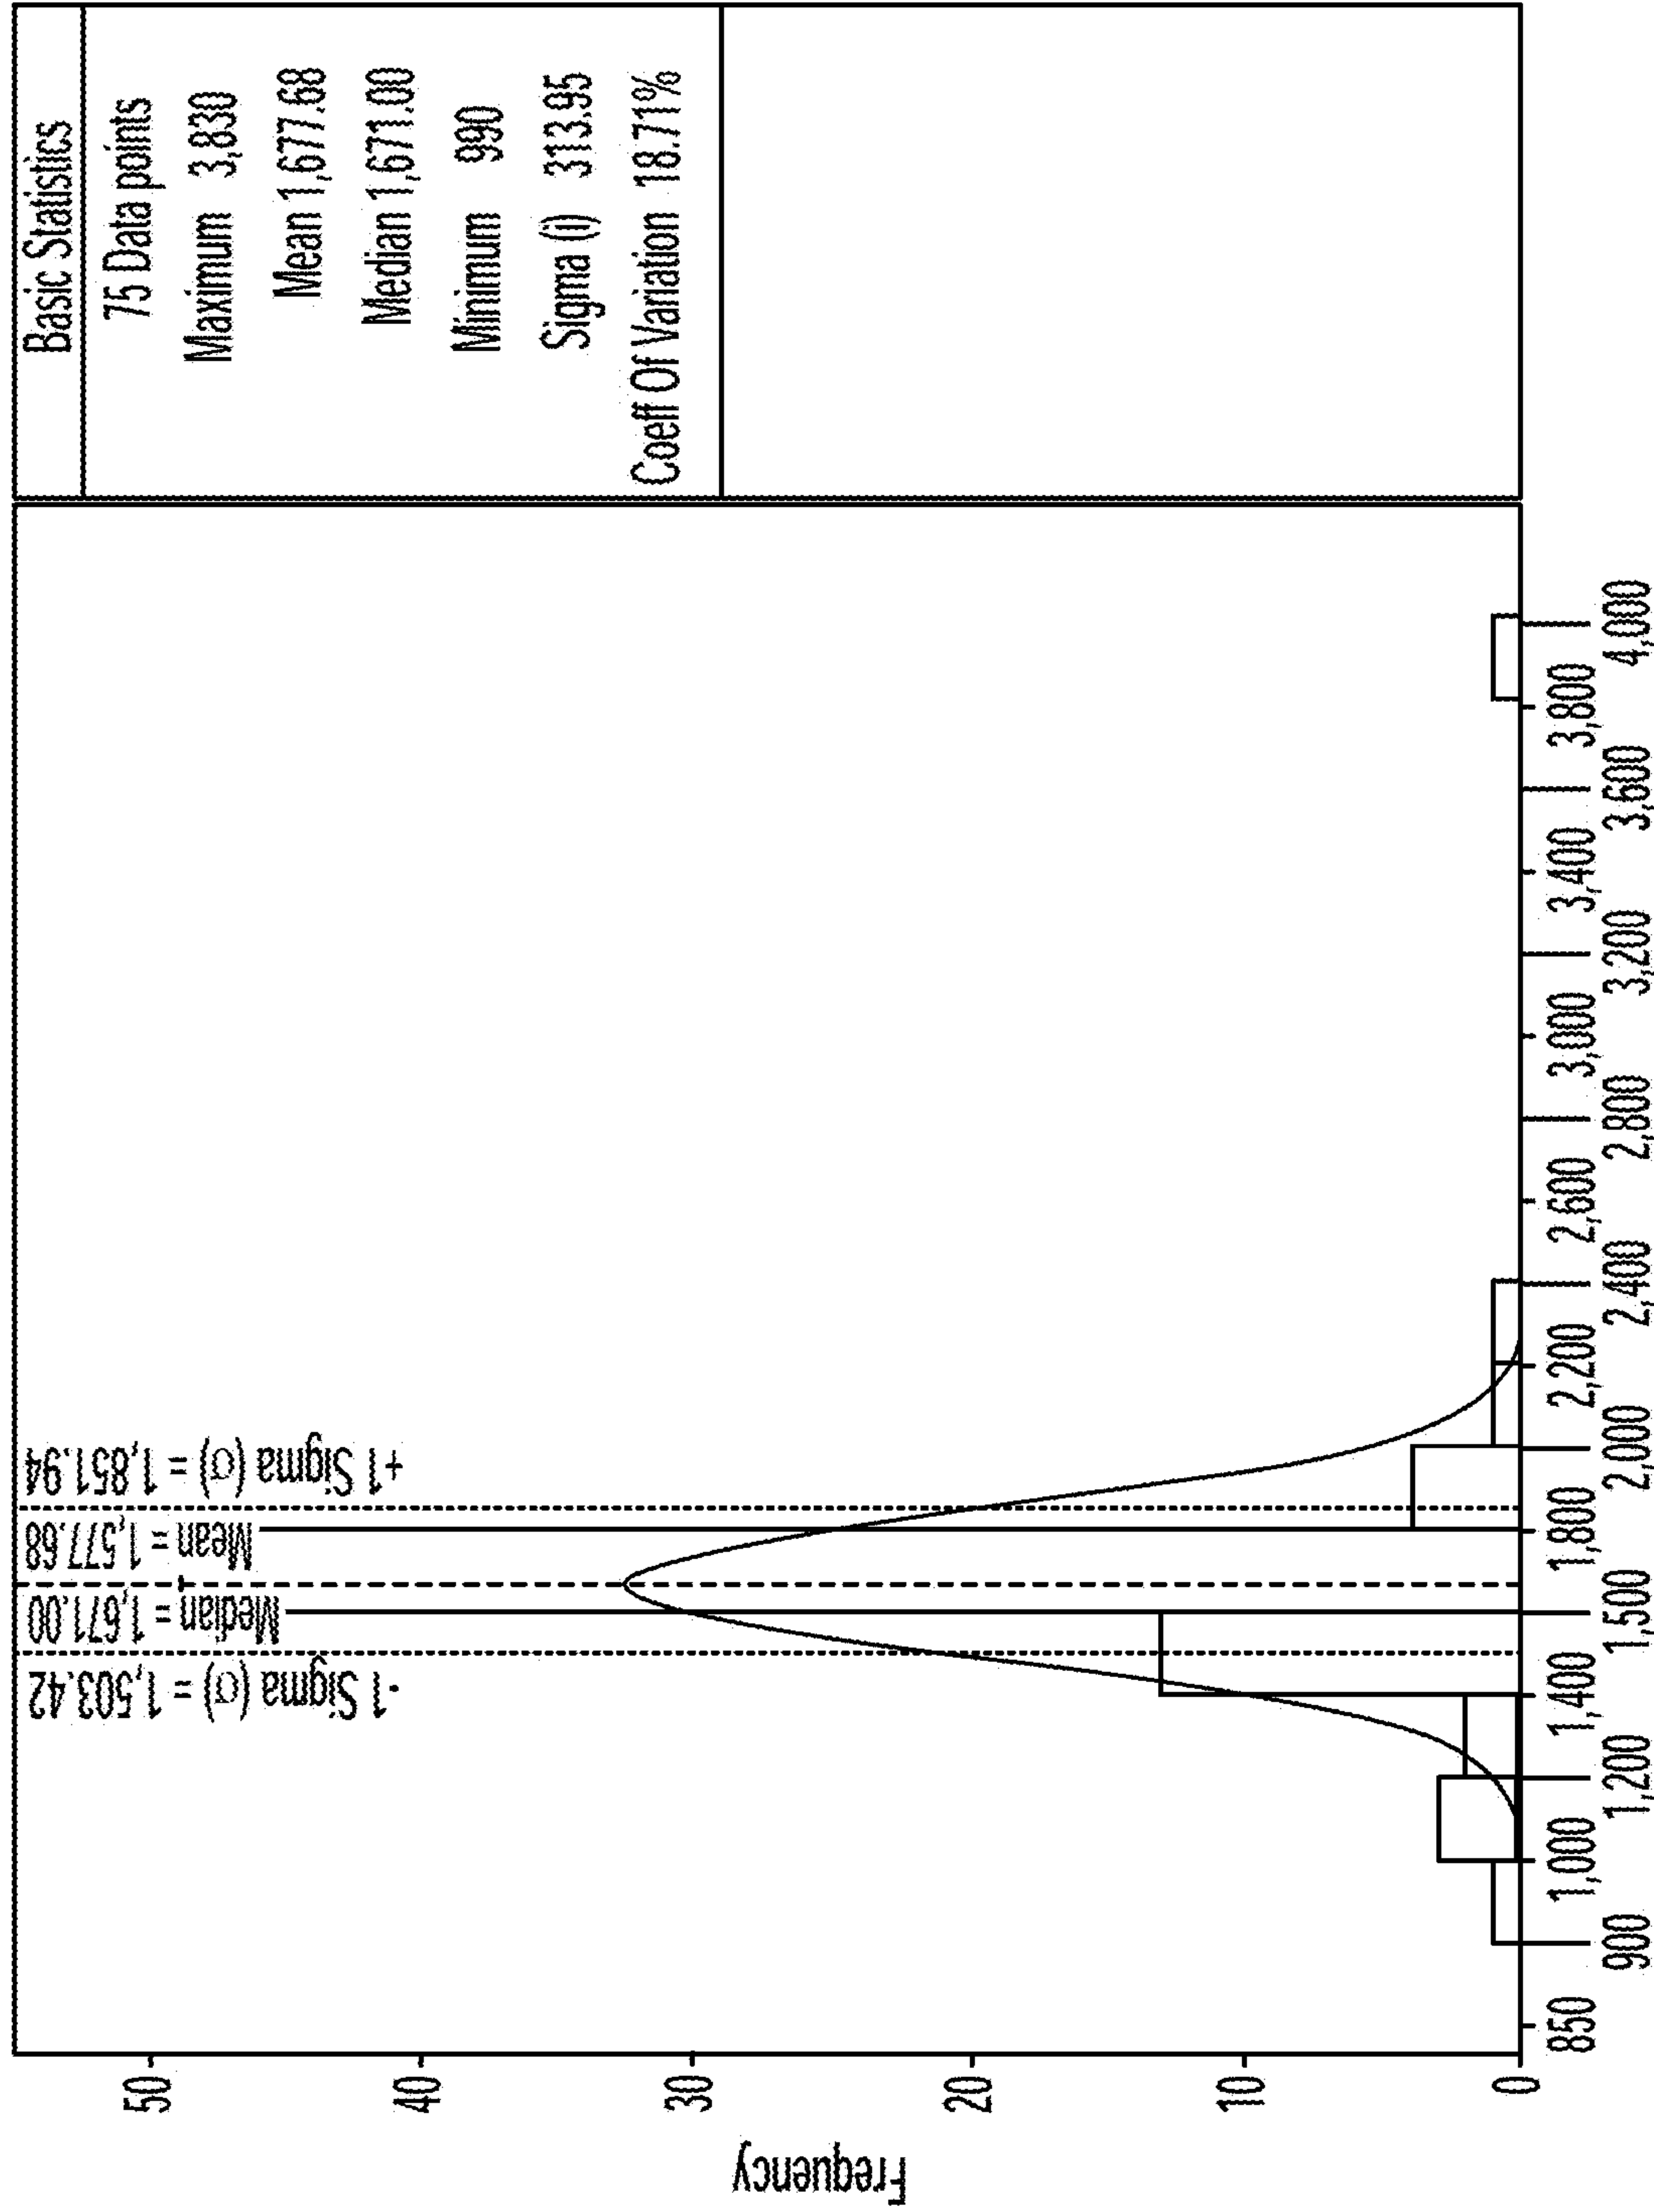 Basic Statistics
75 Data points
Maximum 3,830
Mean 1,677.68
Median 1,671.00
Minimum 990
Sigma (i) 313.95
Coeff Of Variation 18.71%
-1 Sigma (σ) = 1,503.42
Median = 1,671.00
Mean = 1,577.68
+1 Sigma (σ) = 1,851.94
Frequency
50
40
30
20
10
0
850 1,000 1,400 1,800 2,200 2,600 3,000 3,400 3,800
900 1,200 1,500 2,000 2,400 2,800 3,200 3,600 4,000